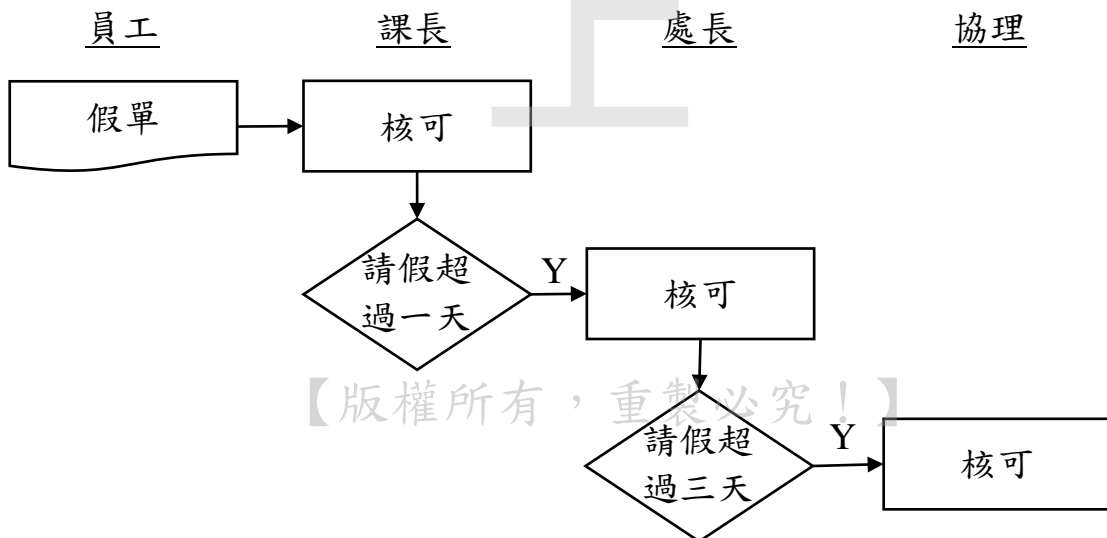 員工
課長
處長
協理
假單
核可
請假超
過一天
Y
核可
【版權所有，重製必究！】
請假超
過三天
Y
核可